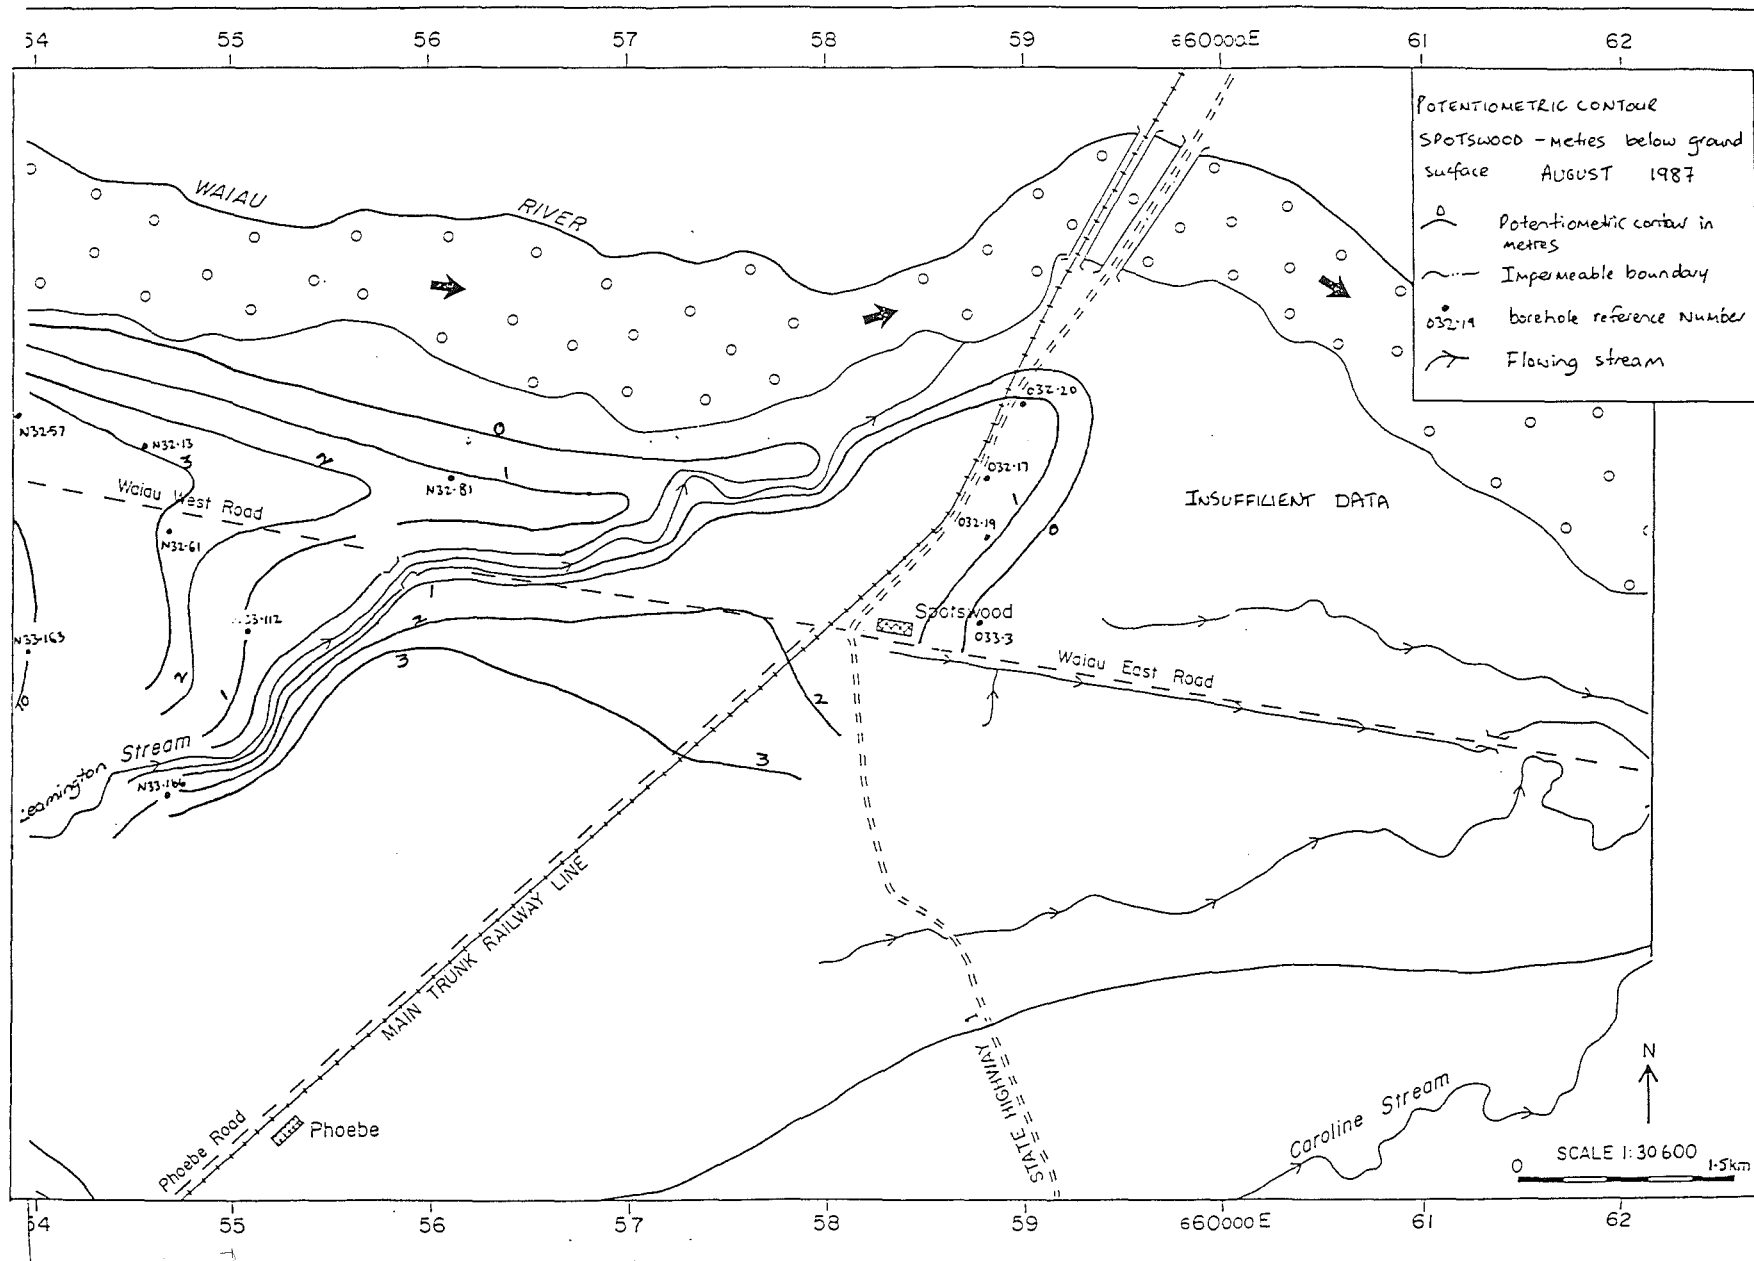 54 55 56 57 58 59 660000E 61 62
POTENTIOMETRIC CONTOUR
SPOTSWOOD - Metres below ground
surface AUGUST 1987
0 Potentiometric contour in
metres
Impermeable boundary
032·19 borehole reference Number
Flowing stream
WAIAU RIVER
032·20
N32·57
N32·13
0
3
2
1
N32·81
032·17
Waiau West Road
INSUFFICIENT DATA
1
032·19
0
N32·61
1
Spotswood
3·112
2
N33·163
033·3
3
Waiau East Road
2
1
2
10
Stream
3
Leamington
N33·166
MAIN TRUNK RAILWAY LINE
1
STATE HIGHWAY
N
Caroline Stream
Phoebe
Phoebe Road
SCALE 1:30600
0 1·5km
54 55 56 57 58 59 660000E 61 62